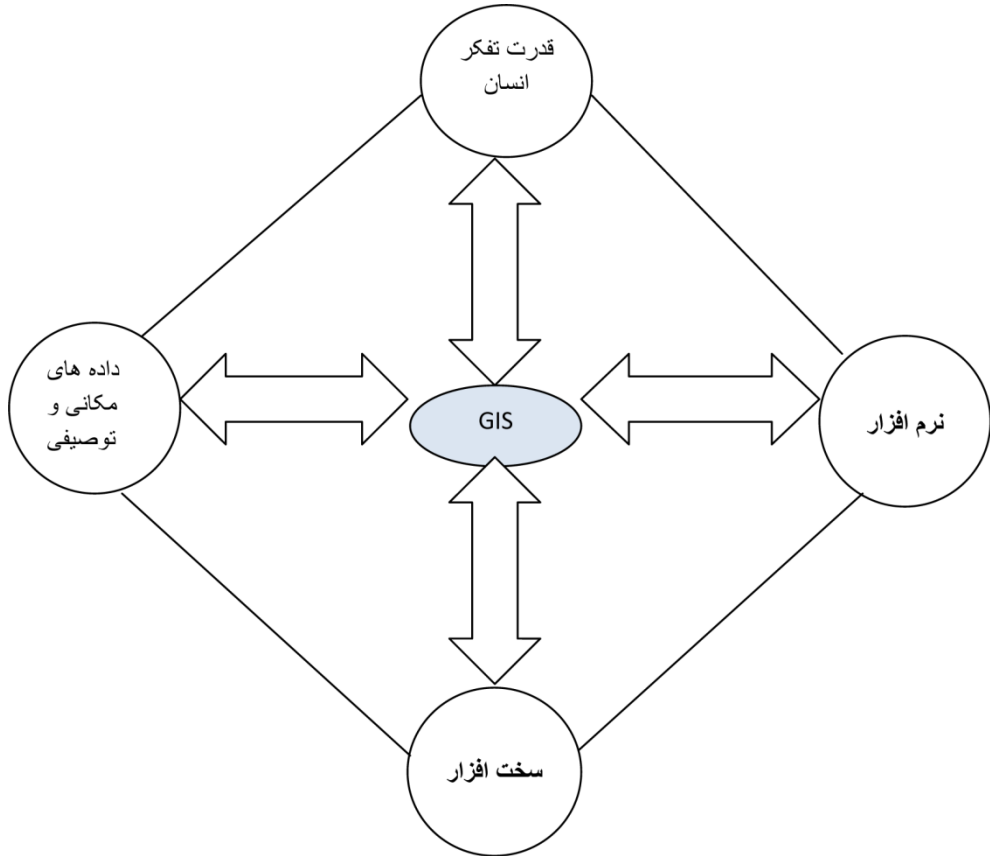 قدرت تفکر
انسان
داده های
مکانی و
توصیفی
GIS
نرم افزار
سخت افزار